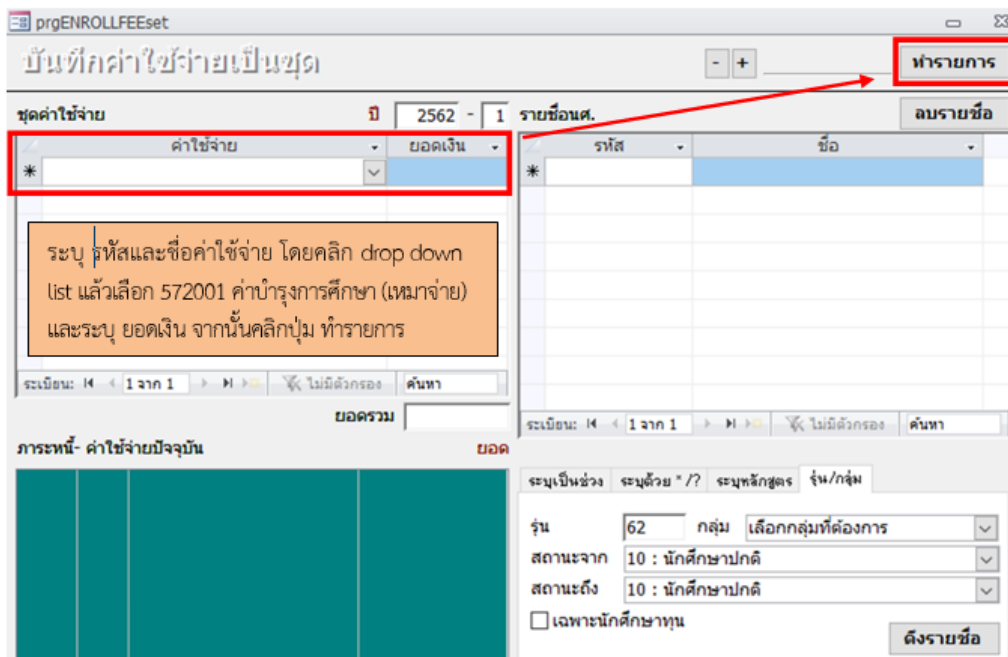 prgENROLLFEEset
บันทึกค่าใช้จ่ายเป็นชุด
- + ทำรายการ
ชุดค่าใช้จ่าย ปี 2562 - 1 รายชื่อนศ. ลบรายชื่อ
ค่าใช้จ่าย ยอดเงิน รหัส ชื่อ
ระบุ รหัสและชื่อค่าใช้จ่าย โดยคลิก drop down
list แล้วเลือก 572001 ค่าบำรุงการศึกษา (เหมาจ่าย)
และระบุ ยอดเงิน จากนั้นคลิกปุ่ม ทำรายการ
ระเบียน: 1 จาก 1 ไม่มีตัวกรอง ค้นหา
ยอดรวม
ระเบียน: 1 จาก 1 ไม่มีตัวกรอง ค้นหา
ภาระหนี้- ค่าใช้จ่ายปัจจุบัน ยอด
ระบุเป็นช่วง ระบุด้วย * /? ระบุหลักสูตร รุ่น/กลุ่ม
รุ่น 62 กลุ่ม เลือกกลุ่มที่ต้องการ
สถานะจาก 10 : นักศึกษาปกติ
สถานะถึง 10 : นักศึกษาปกติ
เฉพาะนักศึกษาทุน
ดึงรายชื่อ